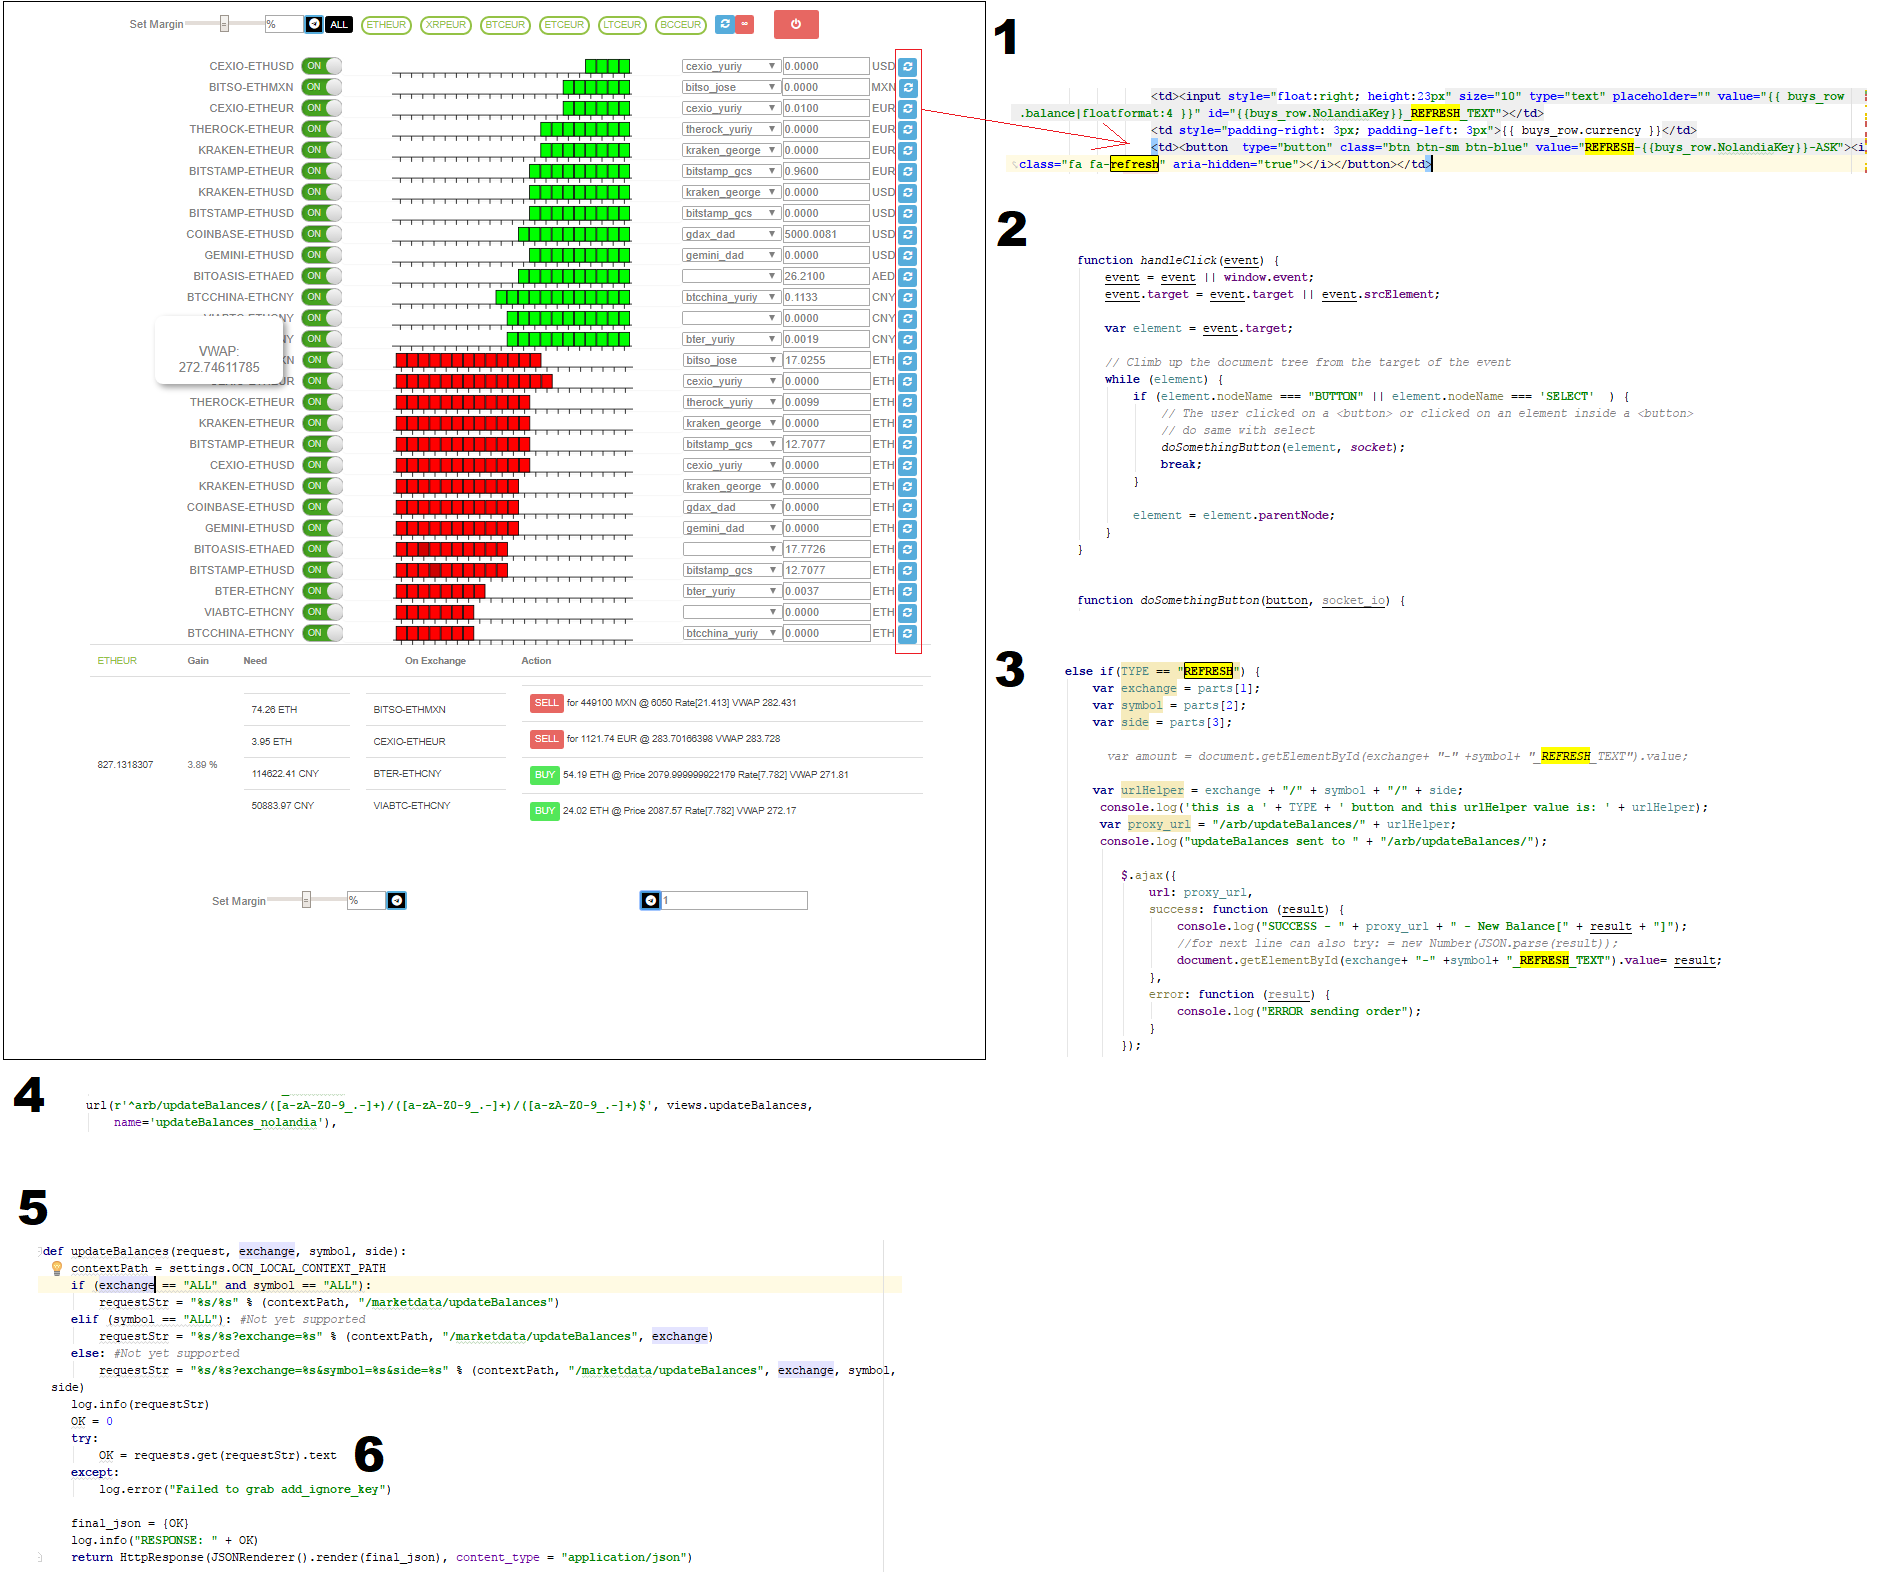 Set Margin % ALL ETHEUR XRPEUR BTCEUR ETCEUR LTCEUR BCCEUR
CEXIO-ETHUSD ON cexio_yuriy 0.0000 USD
BITSO-ETHMXN ON bitso_jose 0.0000 MXN
CEXIO-ETHEUR ON cexio_yuriy 0.0100 EUR
THEROCK-ETHEUR ON therock_yuriy 0.0000 EUR
KRAKEN-ETHEUR ON kraken_george 0.0000 EUR
BITSTAMP-ETHEUR ON bitstamp_gcs 0.9600 EUR
KRAKEN-ETHUSD ON kraken_george 0.0000 USD
BITSTAMP-ETHUSD ON bitstamp_gcs 0.0000 USD
COINBASE-ETHUSD ON gdax_dad 5000.0081 USD
GEMINI-ETHUSD ON gemini_dad 0.0000 USD
BITOASIS-ETHAED ON 26.2100 AED
BTCCHINA-ETHCNY ON btcchina_yuriy 0.1133 CNY
VIABTC-ETHCNY ON 0.0000 CNY
NY ON bter_yuriy 0.0019 CNY
VWAP:
272.74611785
XN ON bitso_jose 17.0255 ETH
CEXIO-ETHEUR ON cexio_yuriy 0.0000 ETH
THEROCK-ETHEUR ON therock_yuriy 0.0099 ETH
KRAKEN-ETHEUR ON kraken_george 0.0000 ETH
BITSTAMP-ETHEUR ON bitstamp_gcs 12.7077 ETH
CEXIO-ETHUSD ON cexio_yuriy 0.0000 ETH
KRAKEN-ETHUSD ON kraken_george 0.0000 ETH
COINBASE-ETHUSD ON gdax_dad 0.0000 ETH
GEMINI-ETHUSD ON gemini_dad 0.0000 ETH
BITOASIS-ETHAED ON 17.7726 ETH
BITSTAMP-ETHUSD ON bitstamp_gcs 12.7077 ETH
BTER-ETHCNY ON bter_yuriy 0.0037 ETH
VIABTC-ETHCNY ON 0.0000 ETH
BTCCHINA-ETHCNY ON btcchina_yuriy 0.0000 ETH
ETHEUR Gain Need On Exchange Action
827.1318307 3.89 %
74.26 ETH BITSO-ETHMXN SELL for 449100 MXN @ 6050 Rate[21.413] VWAP 282.431
3.95 ETH CEXIO-ETHEUR SELL for 1121.74 EUR @ 283.70166398 VWAP 283.728
114622.41 CNY BTER-ETHCNY BUY 54.19 ETH @ Price 2079.999999922179 Rate[7.782] VWAP 271.81
50883.97 CNY VIABTC-ETHCNY BUY 24.02 ETH @ Price 2087.57 Rate[7.782] VWAP 272.17
Set Margin % 1
1
<td><input style="float:right; height:23px" size="10" type="text" placeholder="" value="{{ buys_row
.balance|floatformat:4 }}" id="{{buys_row.NolandiaKey}}_REFRESH_TEXT"></td>
<td style="padding-right: 3px; padding-left: 3px">{{ buys_row.currency }}</td>
<td><button  type="button" class="btn btn-sm btn-blue" value="REFRESH-{{buys_row.NolandiaKey}}-ASK"><i
class="fa fa-refresh" aria-hidden="true"></i></button></td>
2
function handleClick(event) {
event = event || window.event;
event.target = event.target || event.srcElement;
var element = event.target;
// Climb up the document tree from the target of the event
while (element) {
if (element.nodeName === "BUTTON" || element.nodeName === 'SELECT'  ) {
// The user clicked on a <button> or clicked on an element inside a <button>
// do same with select
doSomethingButton(element, socket);
break;
}
element = element.parentNode;
}
}
function doSomethingButton(button, socket_io) {
3
else if(TYPE == "REFRESH") {
var exchange = parts[1];
var symbol = parts[2];
var side = parts[3];
var amount = document.getElementById(exchange+ "-" +symbol+ "_REFRESH_TEXT").value;
var urlHelper = exchange + "/" + symbol + "/" + side;
console.log('this is a ' + TYPE + ' button and this urlHelper value is: ' + urlHelper);
var proxy_url = "/arb/updateBalances/" + urlHelper;
console.log("updateBalances sent to " + "/arb/updateBalances/");
$.ajax({
url: proxy_url,
success: function (result) {
console.log("SUCCESS - " + proxy_url + " - New Balance[" + result + "]");
//for next line can also try: = new Number(JSON.parse(result));
document.getElementById(exchange+ "-" +symbol+ "_REFRESH_TEXT").value= result;
},
error: function (result) {
console.log("ERROR sending order");
}
});
4
url(r'^arb/updateBalances/([a-zA-Z0-9_.-]+)/([a-zA-Z0-9_.-]+)/([a-zA-Z0-9_.-]+)$', views.updateBalances,
name='updateBalances_nolandia'),
5
def updateBalances(request, exchange, symbol, side):
contextPath = settings.OCN_LOCAL_CONTEXT_PATH
if (exchange == "ALL" and symbol == "ALL"):
requestStr = "%s/%s" % (contextPath, "/marketdata/updateBalances")
elif (symbol == "ALL"): #Not yet supported
requestStr = "%s/%s?exchange=%s" % (contextPath, "/marketdata/updateBalances", exchange)
else: #Not yet supported
requestStr = "%s/%s?exchange=%s&symbol=%s&side=%s" % (contextPath, "/marketdata/updateBalances", exchange, symbol,
side)
log.info(requestStr)
OK = 0
try:
OK = requests.get(requestStr).text
6
except:
log.error("Failed to grab add_ignore_key")
final_json = {OK}
log.info("RESPONSE: " + OK)
return HttpResponse(JSONRenderer().render(final_json), content_type = "application/json")